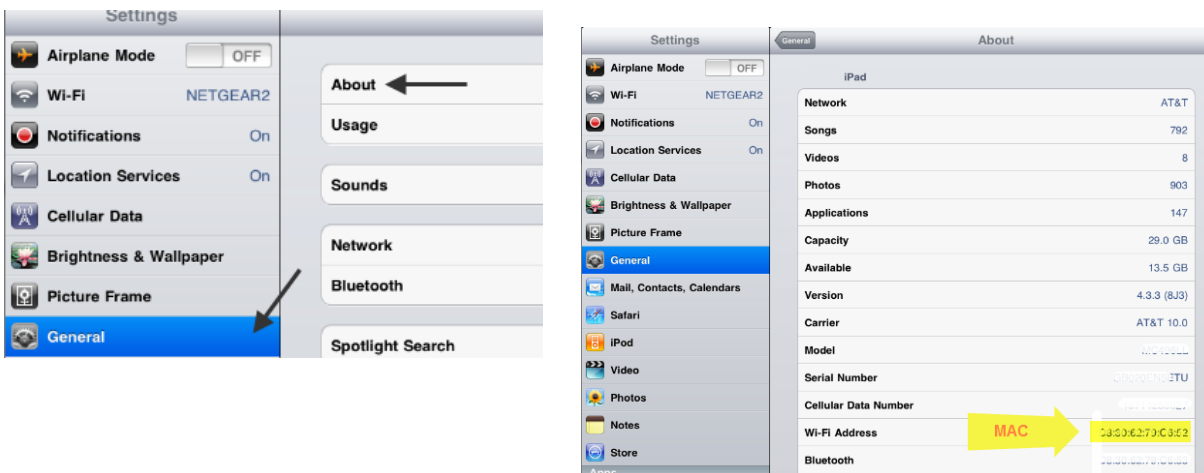 Settings
Airplane Mode OFF
Wi-Fi NETGEAR2
Notifications On
Location Services On
Cellular Data
Brightness & Wallpaper
Picture Frame
General
About
Usage
Sounds
Network
Bluetooth
Spotlight Search
Settings
Airplane Mode OFF
Wi-Fi NETGEAR2
Notifications On
Location Services On
Cellular Data
Brightness & Wallpaper
Picture Frame
General
Mail, Contacts, Calendars
Safari
iPod
Video
Photos
Notes
Store
Apps
General About
iPad
Network AT&T
Songs 792
Videos 8
Photos 903
Applications 147
Capacity 29.0 GB
Available 13.5 GB
Version 4.3.3 (8J3)
Carrier AT&T 10.0
Model
Serial Number
Cellular Data Number
Wi-Fi Address MAC
Bluetooth